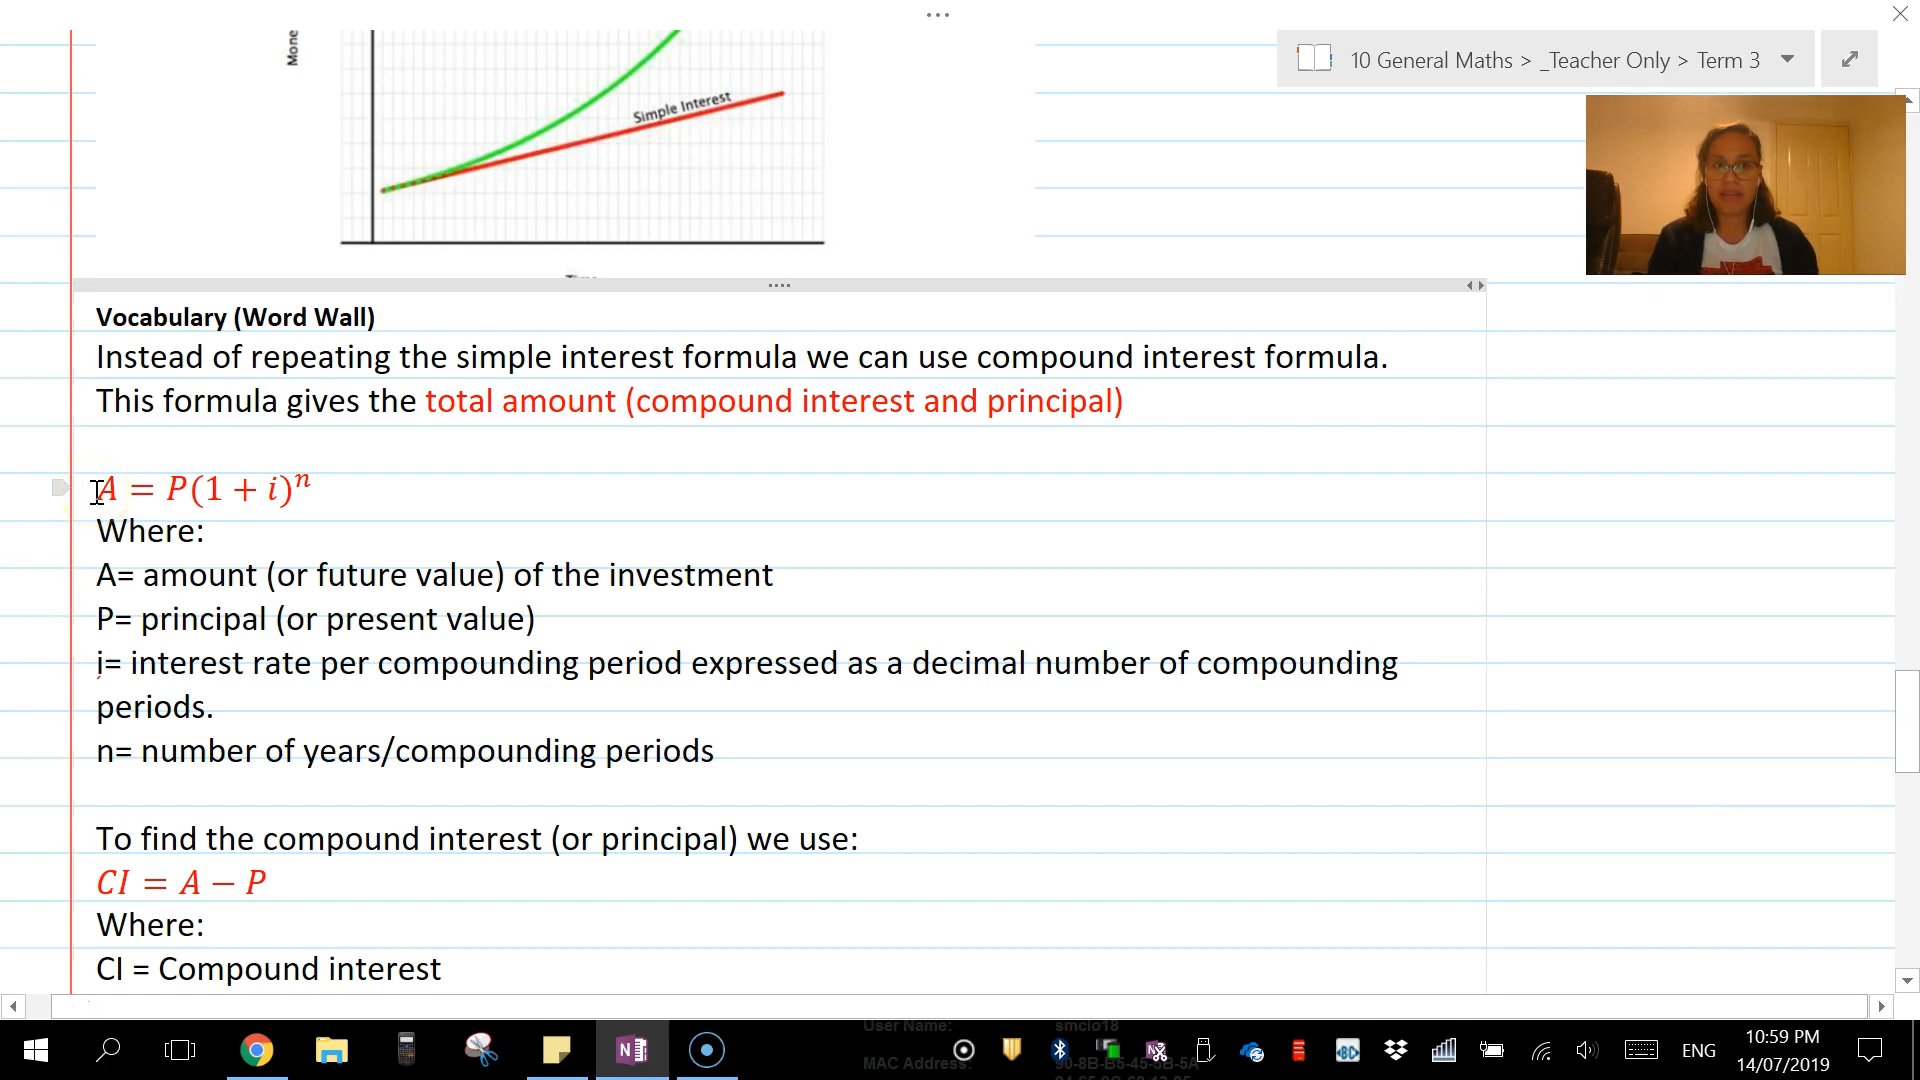 10 General Maths > _Teacher Only > Term 3
Mone
Simple Interest
Vocabulary (Word Wall)
Instead of repeating the simple interest formula we can use compound interest formula.
This formula gives the total amount (compound interest and principal)
A = P(1 + i)^n
Where:
A= amount (or future value) of the investment
P= principal (or present value)
i= interest rate per compounding period expressed as a decimal number of compounding
periods.
n= number of years/compounding periods
To find the compound interest (or principal) we use:
CI = A − P
Where:
CI = Compound interest
User Name: smclo18
MAC Address:
ENG
10:59 PM
14/07/2019